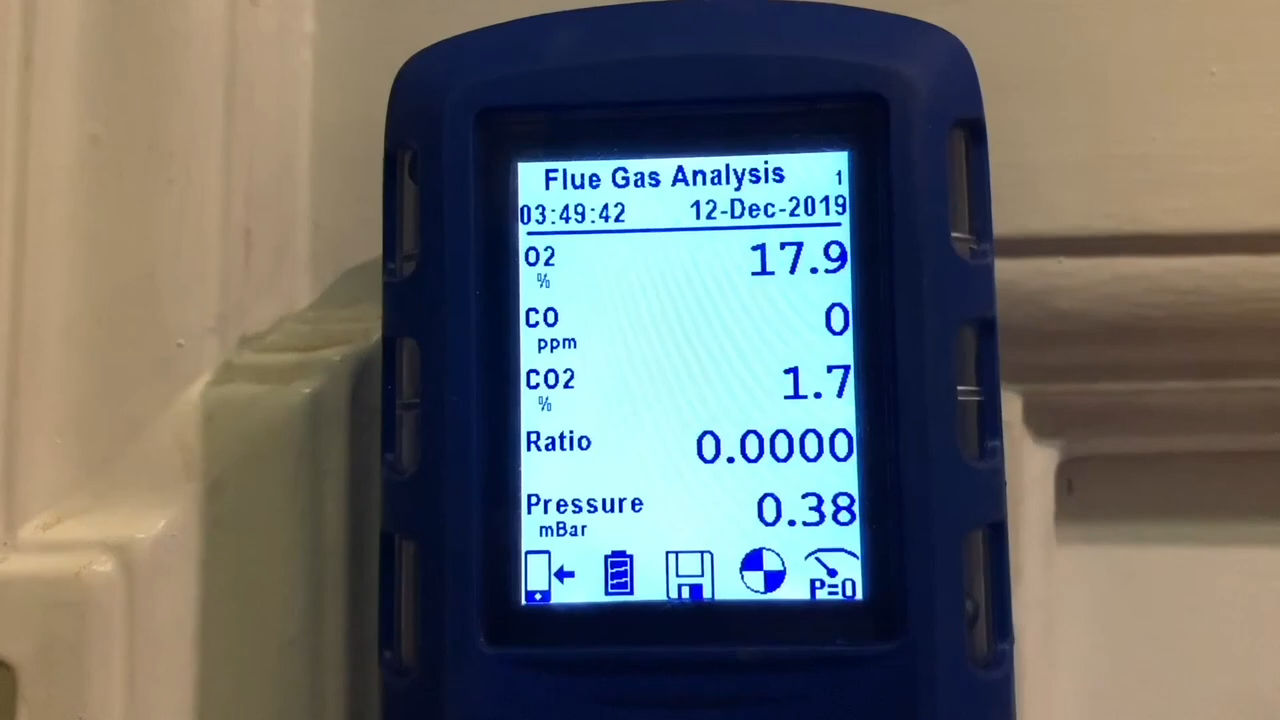 Flue Gas Analysis 1
03:49:42 12-Dec-2019
O2 17.9
%
CO 0
ppm
CO2 1.7
%
Ratio 0.0000
Pressure 0.38
mBar
P=0